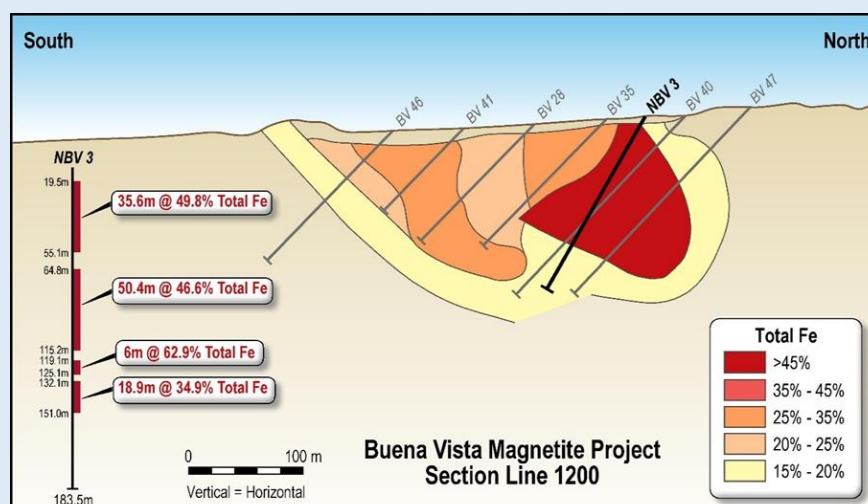 South
North
BV 46
BV 41
BV 28
BV 35
NBV 3
BV 40
BV 47
NBV 3
19.5m
35.6m @ 49.8% Total Fe
55.1m
64.8m
50.4m @ 46.6% Total Fe
115.2m
119.1m
6m @ 62.9% Total Fe
125.1m
132.1m
18.9m @ 34.9% Total Fe
151.0m
183.5m
0 100 m
Vertical = Horizontal
Buena Vista Magnetite Project
Section Line 1200
Total Fe
>45%
35% - 45%
25% - 35%
20% - 25%
15% - 20%